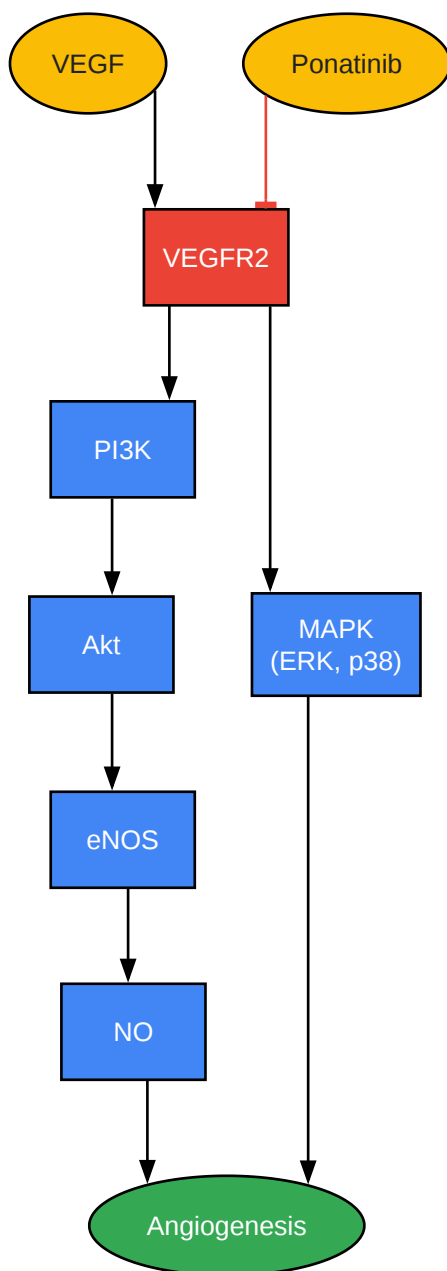 VEGF
Ponatinib
VEGFR2
PI3K
Akt
MAPK
(ERK, p38)
eNOS
NO
Angiogenesis